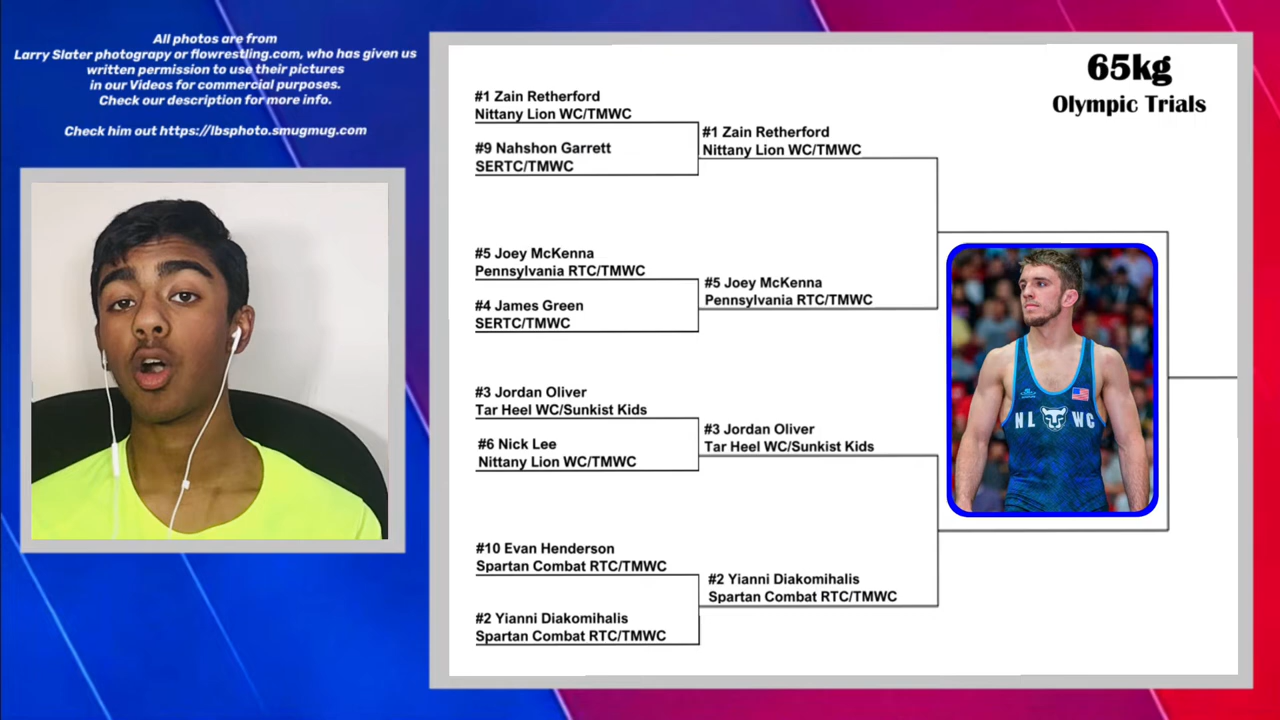 All photos are from
Larry Slater photograpy or flowrestling.com, who has given us
written permission to use their pictures
in our Videos for commercial purposes.
Check our description for more info.
Check him out https://lbsphoto.smugmug.com
65kg
Olympic Trials
#1 Zain Retherford
Nittany Lion WC/TMWC
#9 Nahshon Garrett
SERTC/TMWC
#1 Zain Retherford
Nittany Lion WC/TMWC
#5 Joey McKenna
Pennsylvania RTC/TMWC
#4 James Green
SERTC/TMWC
#5 Joey McKenna
Pennsylvania RTC/TMWC
#3 Jordan Oliver
Tar Heel WC/Sunkist Kids
#6 Nick Lee
Nittany Lion WC/TMWC
#3 Jordan Oliver
Tar Heel WC/Sunkist Kids
#10 Evan Henderson
Spartan Combat RTC/TMWC
#2 Yianni Diakomihalis
Spartan Combat RTC/TMWC
#2 Yianni Diakomihalis
Spartan Combat RTC/TMWC
NL WC